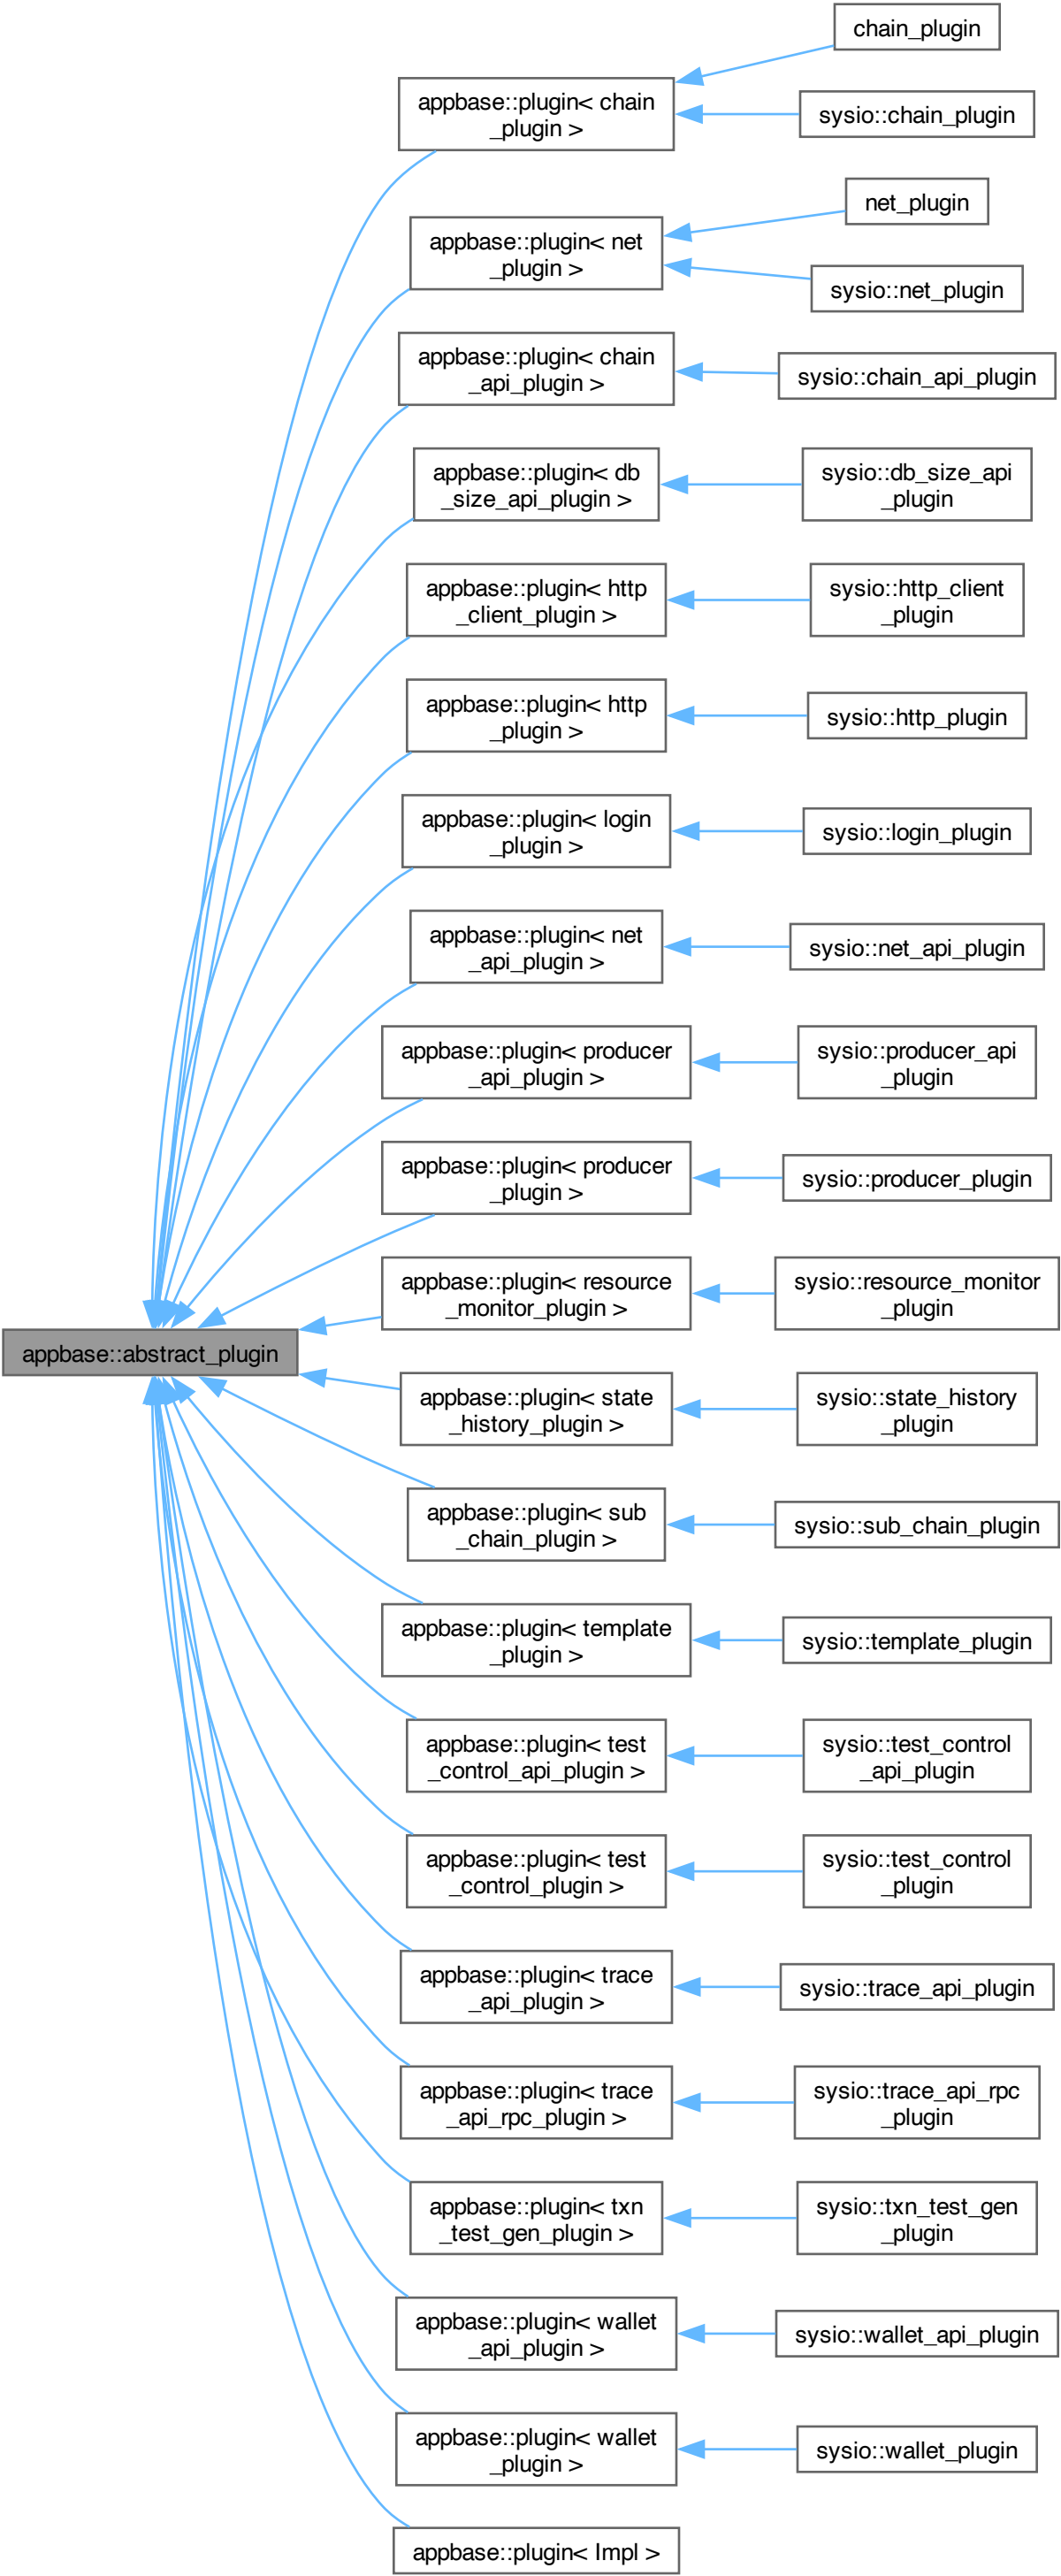 chain_plugin
appbase::plugin< chain
_plugin >
sysio::chain_plugin
net_plugin
appbase::plugin< net
_plugin >
sysio::net_plugin
appbase::plugin< chain
_api_plugin >
sysio::chain_api_plugin
appbase::plugin< db
_size_api_plugin >
sysio::db_size_api
_plugin
appbase::plugin< http
_client_plugin >
sysio::http_client
_plugin
appbase::plugin< http
_plugin >
sysio::http_plugin
appbase::plugin< login
_plugin >
sysio::login_plugin
appbase::plugin< net
_api_plugin >
sysio::net_api_plugin
appbase::plugin< producer
_api_plugin >
sysio::producer_api
_plugin
appbase::plugin< producer
_plugin >
sysio::producer_plugin
appbase::plugin< resource
_monitor_plugin >
sysio::resource_monitor
_plugin
appbase::abstract_plugin
appbase::plugin< state
_history_plugin >
sysio::state_history
_plugin
appbase::plugin< sub
_chain_plugin >
sysio::sub_chain_plugin
appbase::plugin< template
_plugin >
sysio::template_plugin
appbase::plugin< test
_control_api_plugin >
sysio::test_control
_api_plugin
appbase::plugin< test
_control_plugin >
sysio::test_control
_plugin
appbase::plugin< trace
_api_plugin >
sysio::trace_api_plugin
appbase::plugin< trace
_api_rpc_plugin >
sysio::trace_api_rpc
_plugin
appbase::plugin< txn
_test_gen_plugin >
sysio::txn_test_gen
_plugin
appbase::plugin< wallet
_api_plugin >
sysio::wallet_api_plugin
appbase::plugin< wallet
_plugin >
sysio::wallet_plugin
appbase::plugin< Impl >